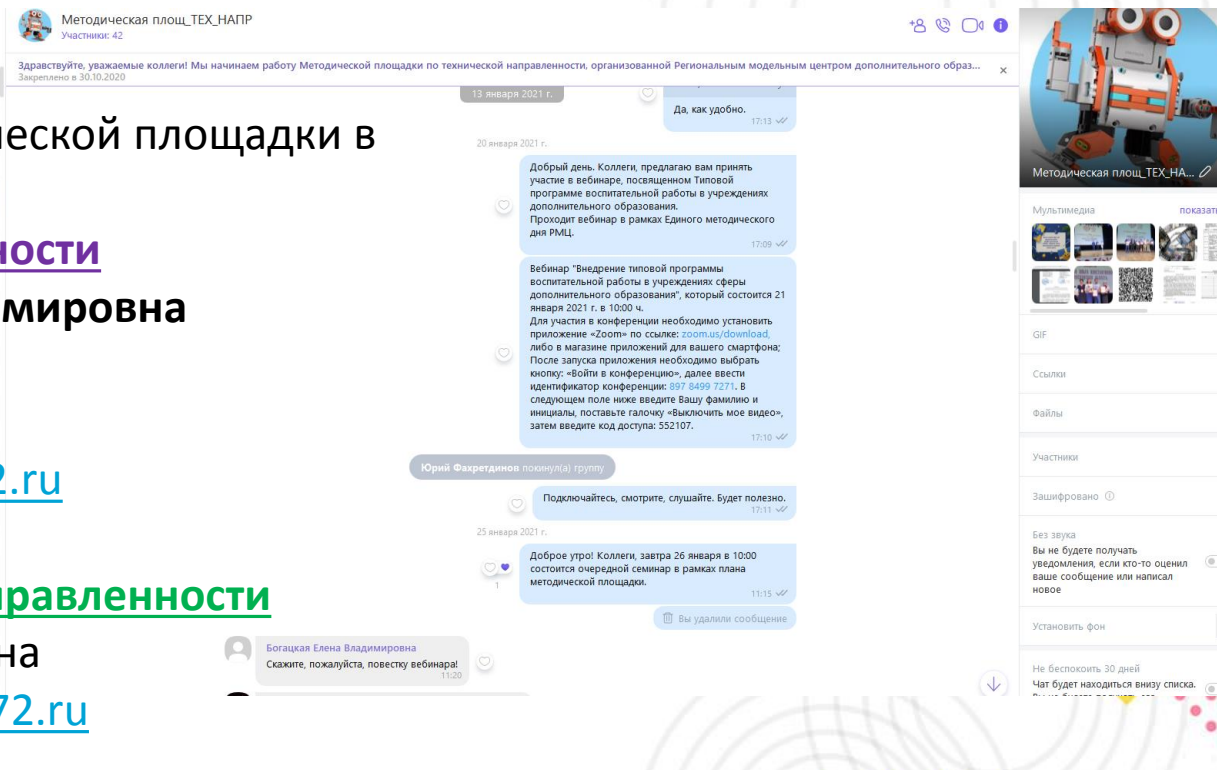 Методическая площ_ТЕХ_НАПР
Участники: 42
Здравствуйте, уважаемые коллеги! Мы начинаем работу Методической площадки по технической направленности, организованной Региональным модельным центром дополнительного образ...
Закреплено в 30.10.2020
13 января 2021 г.
Да, как удобно.
17:13
20 января 2021 г.
Добрый день. Коллеги, предлагаю вам принять
участие в вебинаре, посвященном Типовой
программе воспитательной работы в учреждениях
дополнительного образования.
Проходит вебинар в рамках Единого методического
дня РМЦ.
17:09
Вебинар "Внедрение типовой программы
воспитательной работы в учреждениях сферы
дополнительного образования", который состоится 21
января 2021 г. в 10:00 ч.
Для участия в конференции необходимо установить
приложение «Zoom» по ссылке: zoom.us/download,
либо в магазине приложений для вашего смартфона;
После запуска приложения необходимо выбрать
кнопку: «Войти в конференцию», далее ввести
идентификатор конференции: 897 8499 7271. В
следующем поле ниже введите Вашу фамилию и
инициалы, поставьте галочку «Выключить мое видео»,
затем введите код доступа: 552107.
17:10
Юрий Фахретдинов покинул(а) группу
Подключайтесь, смотрите, слушайте. Будет полезно.
17:11
25 января 2021 г.
Доброе утро! Коллеги, завтра 26 января в 10:00
состоится очередной семинар в рамках плана
методической площадки.
1
11:15
Вы удалили сообщение
Богацкая Елена Владимировна
Скажите, пожалуйста, повестку вебинара!
11:20
ческой площадки в
ности
мировна
2.ru
правленности
на
72.ru
Методическая площ_ТЕХ_НА...
Мультимедиа
показать
GIF
Ссылки
Файлы
Участники
Зашифровано
Без звука
Вы не будете получать
уведомления, если кто-то оценил
ваше сообщение или написал
новое
Установить фон
Не беспокоить 30 дней
Чат будет находиться внизу списка.